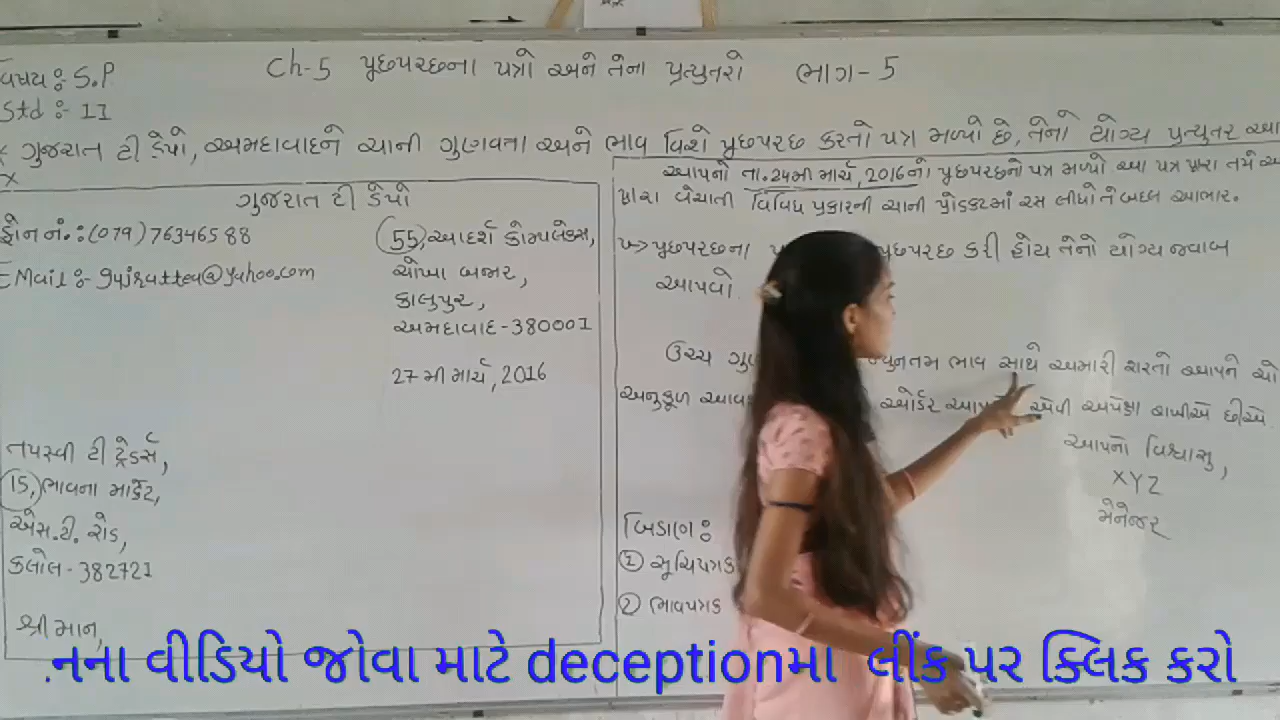 વિષય :- S.P
Std :- 11
Ch-5 પૂછપરછના પત્રો અને તેના પ્રત્યુતરો ભાગ-5
* ગુજરાત ટી ડેપો, અમદાવાદને ચાની ગુણવત્તા અને ભાવ વિશે પૂછપરછ કરતો પત્ર મળ્યો છે, તેનો યોગ્ય પ્રત્યુતર
ગુજરાત ટી ડેપો
ફોન નં. : (079) 76346588
EMail :- gujrattea@yahoo.com
55, આદર્શ કોમ્પલેક્સ,
ચોખા બજાર,
કાલુપુર,
અમદાવાદ-380001
27 મી માર્ચ, 2016
તપસ્વી ટી ટ્રેડર્સ,
15, ભાવના માર્કેટ,
એસ.ટી. રોડ,
કલોલ-382721
શ્રીમાન,
આપનો તા. 24મી માર્ચ, 2016નો પૂછપરછનો પત્ર મળ્યો. આ પત્ર દ્વારા તમે
દ્વારા વેચાતી વિવિધ પ્રકારની ચાની પ્રોડક્ટમાં રસ લીધો તે બદલ આભાર.
પૂછપરછના પૂછપરછ કરી હોય તેનો યોગ્ય જવાબ
આપવો.
ઉચ્ચ ન્યુનતમ ભાવ સાથે અમારી શરતો આપને
અનુકૂળ ઓર્ડર એવી અપેક્ષા રાખીએ છીએ.
આપનો વિશ્વાસુ,
XYZ
મેનેજર
બિડાણ :
① સૂચિપત્રક
② ભાવપત્રક
નના વીડિયો જોવા માટે deceptionમા લીંક પર ક્લિક કરો